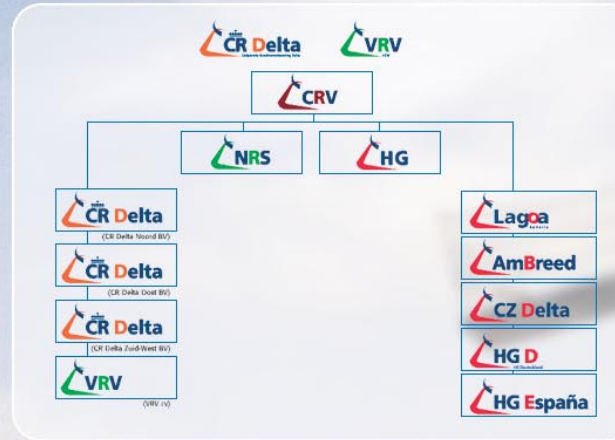 CR Delta
VRV
CRV
NRS
HG
CR Delta
(CR Delta Noord BV)
CR Delta
(CR Delta Oost BV)
CR Delta
(CR Delta Zuid-West BV)
VRV
(VRV cv)
Lagoa
AmBreed
CZ Delta
HG D
HG España